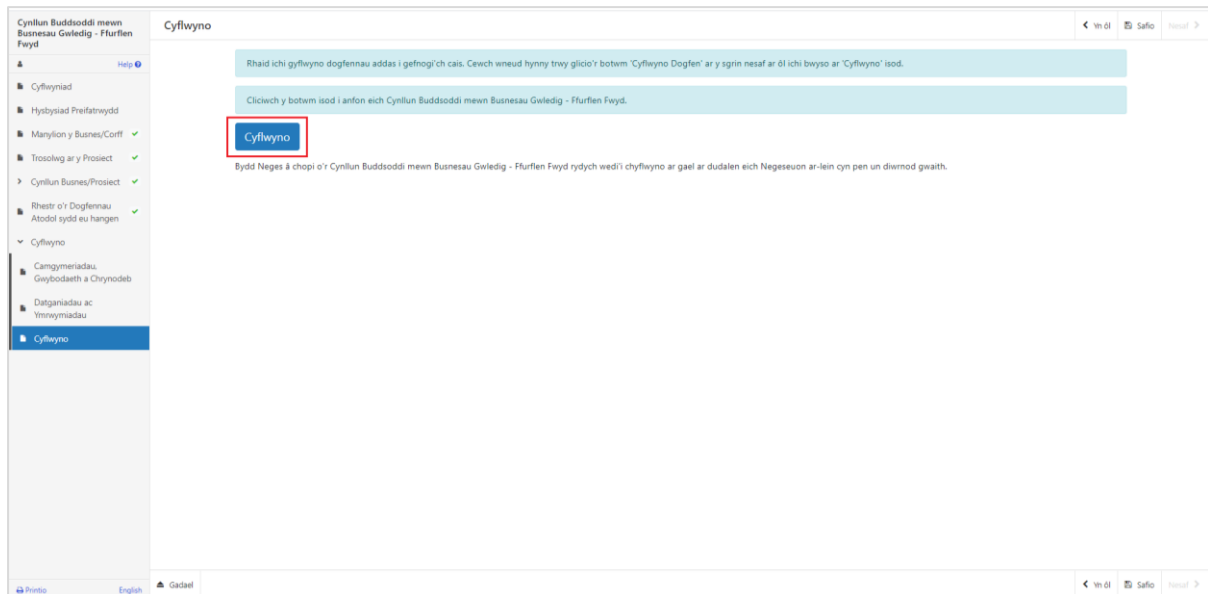 Cynllun Buddsoddi mewn
Busnesau Gwledig - Ffurflen
Fwyd
Help
Cyflwyniad
Hysbysiad Preifatrwydd
Manylion y Busnes/Corff
Trosolwg ar y Prosiect
Cynllun Busnes/Prosiect
Rhestr o'r Dogfennau
Atodol sydd eu hangen
Cyflwyno
Camgymeriadau,
Gwybodaeth a Chrynodeb
Datganiadau ac
Ymrwymiadau
Cyflwyno
Printio English
Cyflwyno
Yn ôl Safio Nesaf
Rhaid ichi gyflwyno dogfennau addas i gefnogi'ch cais. Cewch wneud hynny trwy glicio'r botwm 'Cyflwyno Dogfen' ar y sgrin nesaf ar ôl ichi bwyso ar 'Cyflwyno' isod.
Cliciwch y botwm isod i anfon eich Cynllun Buddsoddi mewn Busnesau Gwledig - Ffurflen Fwyd.
Cyflwyno
Bydd Neges â chopi o'r Cynllun Buddsoddi mewn Busnesau Gwledig - Ffurflen Fwyd rydych wedi'i chyflwyno ar gael ar dudalen eich Negeseuon ar-lein cyn pen un diwrnod gwaith.
Gadael
Yn ôl Safio Nesaf